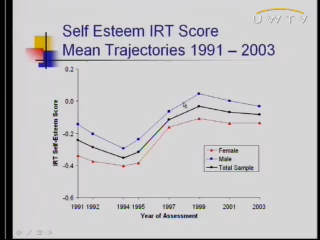 UWTV
Self Esteem IRT Score
Mean Trajectories 1991 – 2003
0.2
0.0
-0.2
-0.4
-0.6
IRT Self-Esteem Score
Female
Male
Total Sample
1991 1992 1994 1995 1997 1999 2001 2003
Year of Assessment